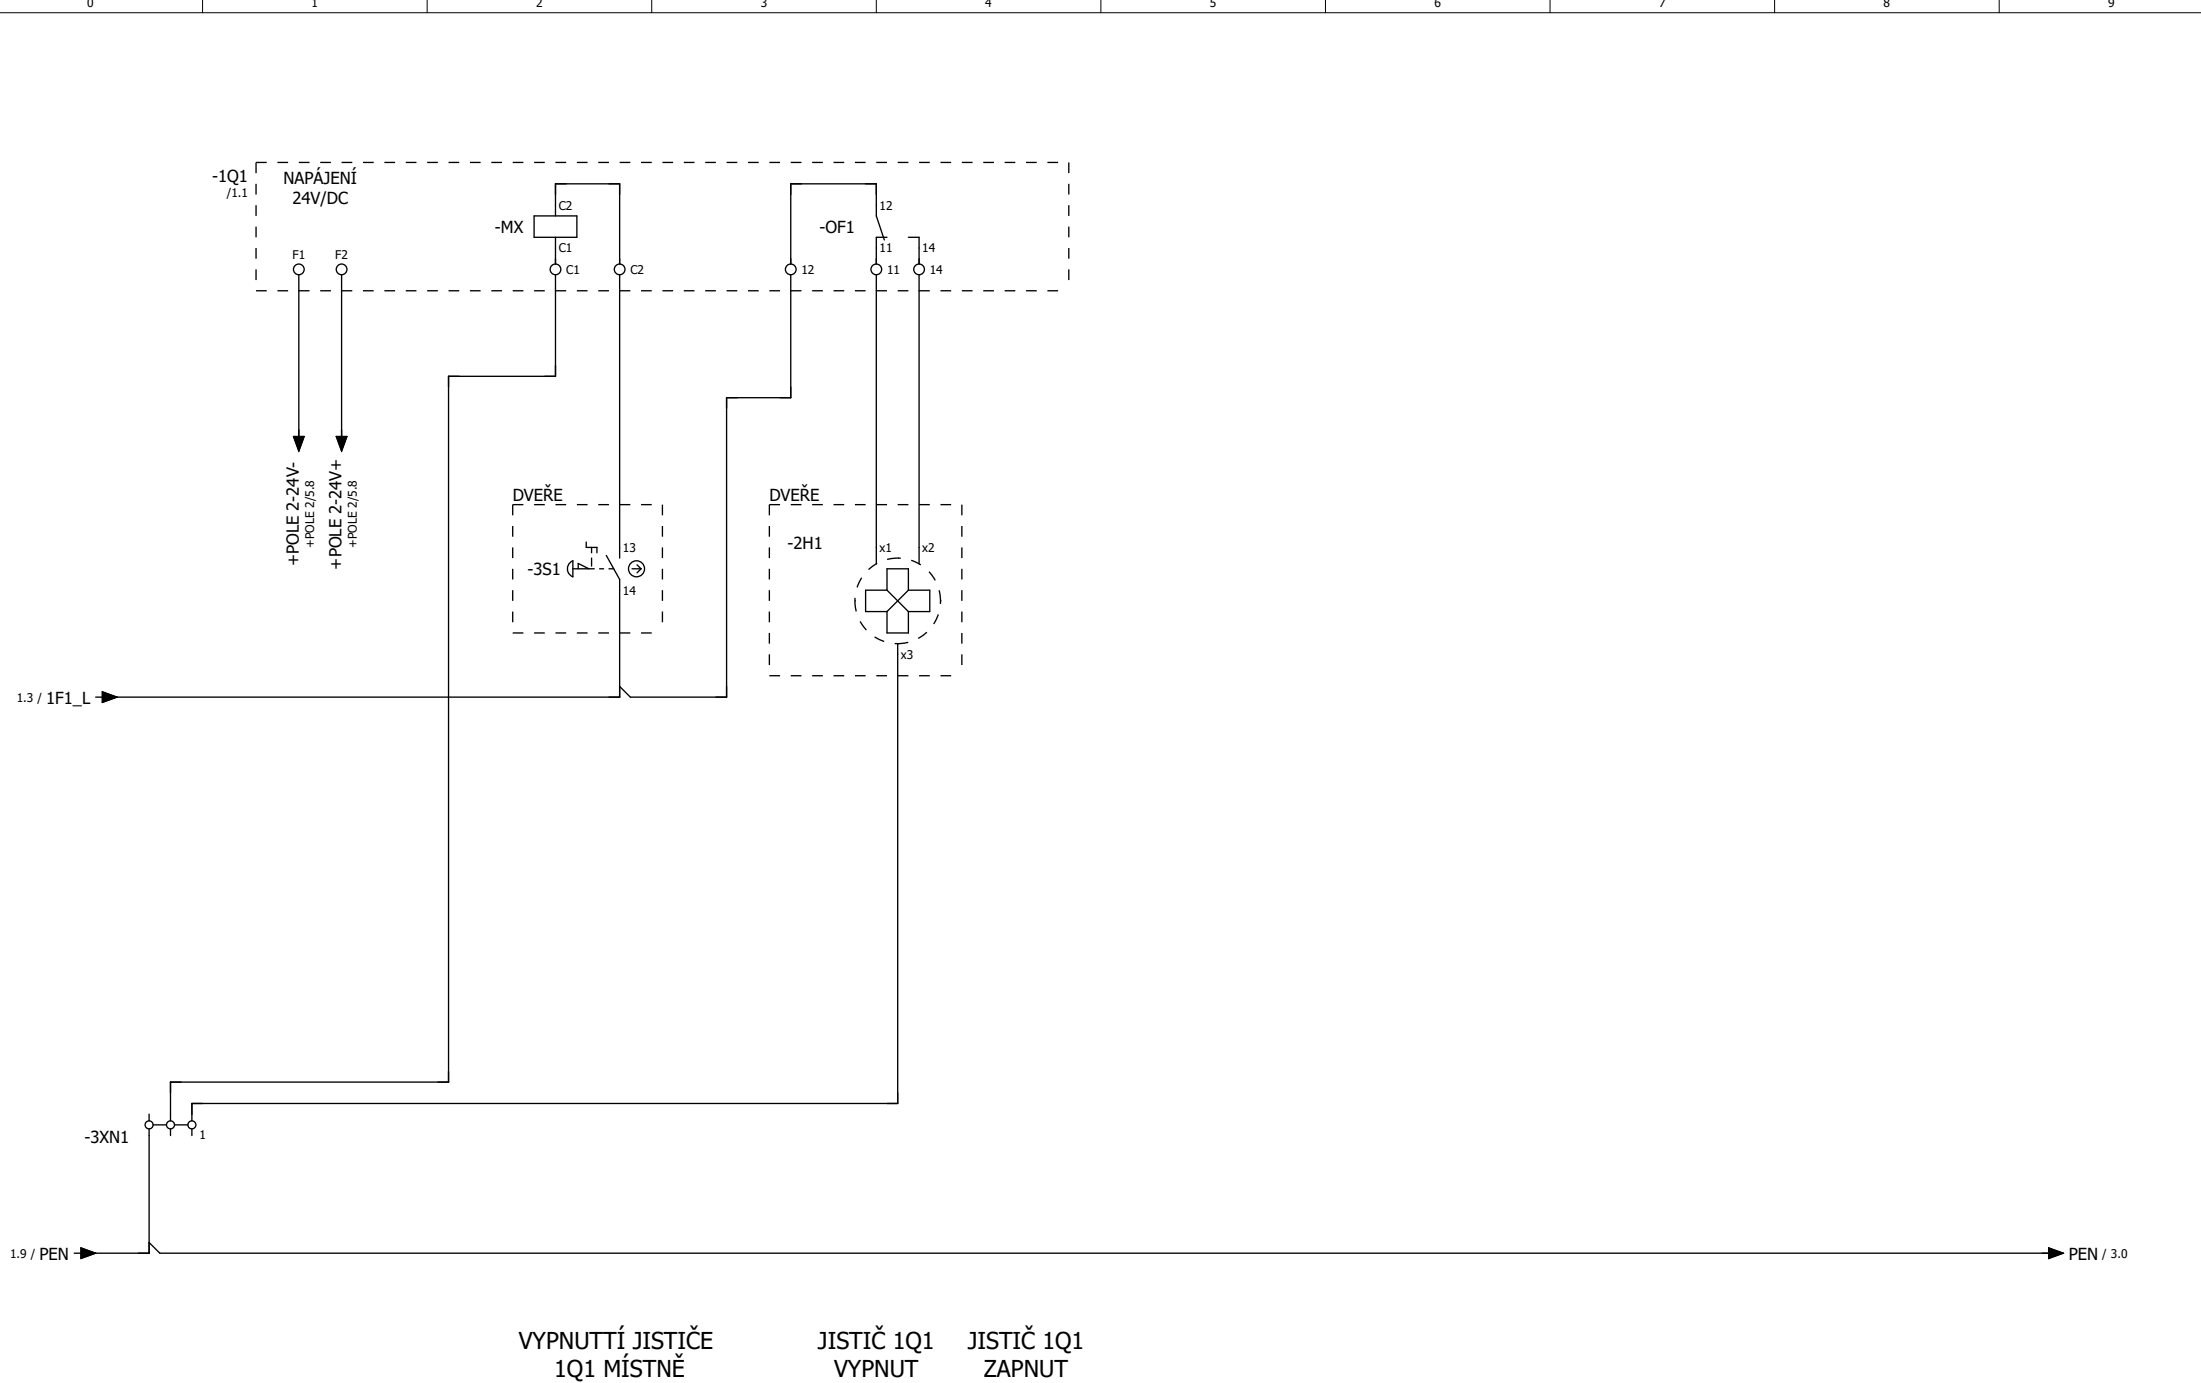 0 1 2 3 4 5 6 7 8 9
-1Q1
/1.1
NAPÁJENÍ
24V/DC
F1 F2
-MX
C2
C1
C1 C2
-OF1
12
11 14
12 11 14
+POLE 2-24V-
+POLE 2/5.8
+POLE 2-24V+
+POLE 2/5.8
DVEŘE
-3S1
13
14
DVEŘE
-2H1
x1 x2
x3
1.3 / 1F1_L
-3XN1
1
1.9 / PEN
PEN / 3.0
VYPNUTTÍ JISTIČE
1Q1 MÍSTNĚ
JISTIČ 1Q1
VYPNUT
JISTIČ 1Q1
ZAPNUT